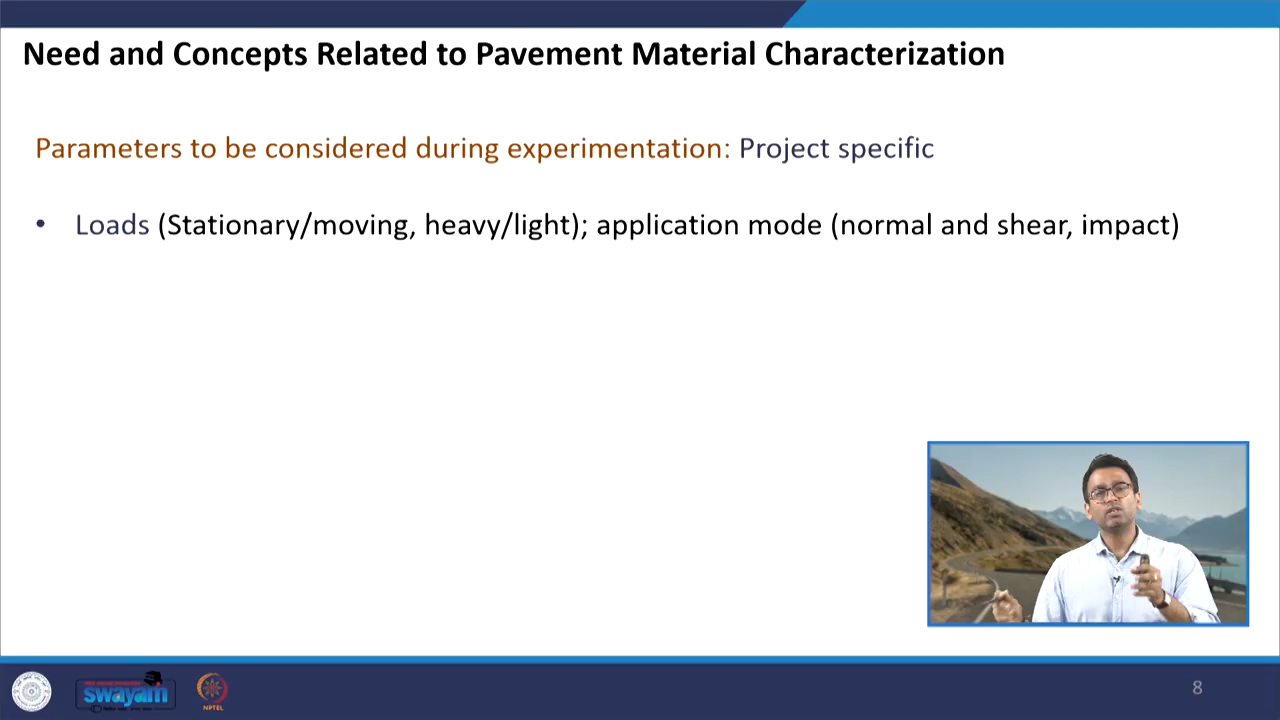 Need and Concepts Related to Pavement Material Characterization
Parameters to be considered during experimentation: Project specific
• Loads (Stationary/moving, heavy/light); application mode (normal and shear, impact)
swayam
NPTEL
8